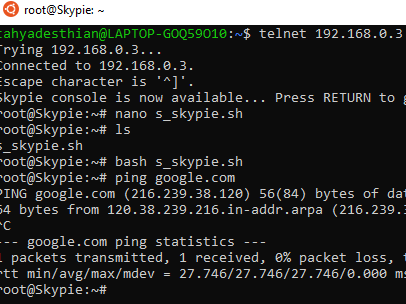 root@Skypie: ~
tahyadesthian@LAPTOP-GOQ59O10:~$ telnet 192.168.0.3
Trying 192.168.0.3...
Connected to 192.168.0.3.
Escape character is '^]'.
Skypie console is now available... Press RETURN to g
root@Skypie:~# nano s_skypie.sh
root@Skypie:~# ls
s_skypie.sh
root@Skypie:~# bash s_skypie.sh
root@Skypie:~# ping google.com
PING google.com (216.239.38.120) 56(84) bytes of dat
64 bytes from 120.38.239.216.in-addr.arpa (216.239.3
^C
--- google.com ping statistics ---
1 packets transmitted, 1 received, 0% packet loss, t
rtt min/avg/max/mdev = 27.746/27.746/27.746/0.000 ms
root@Skypie:~#